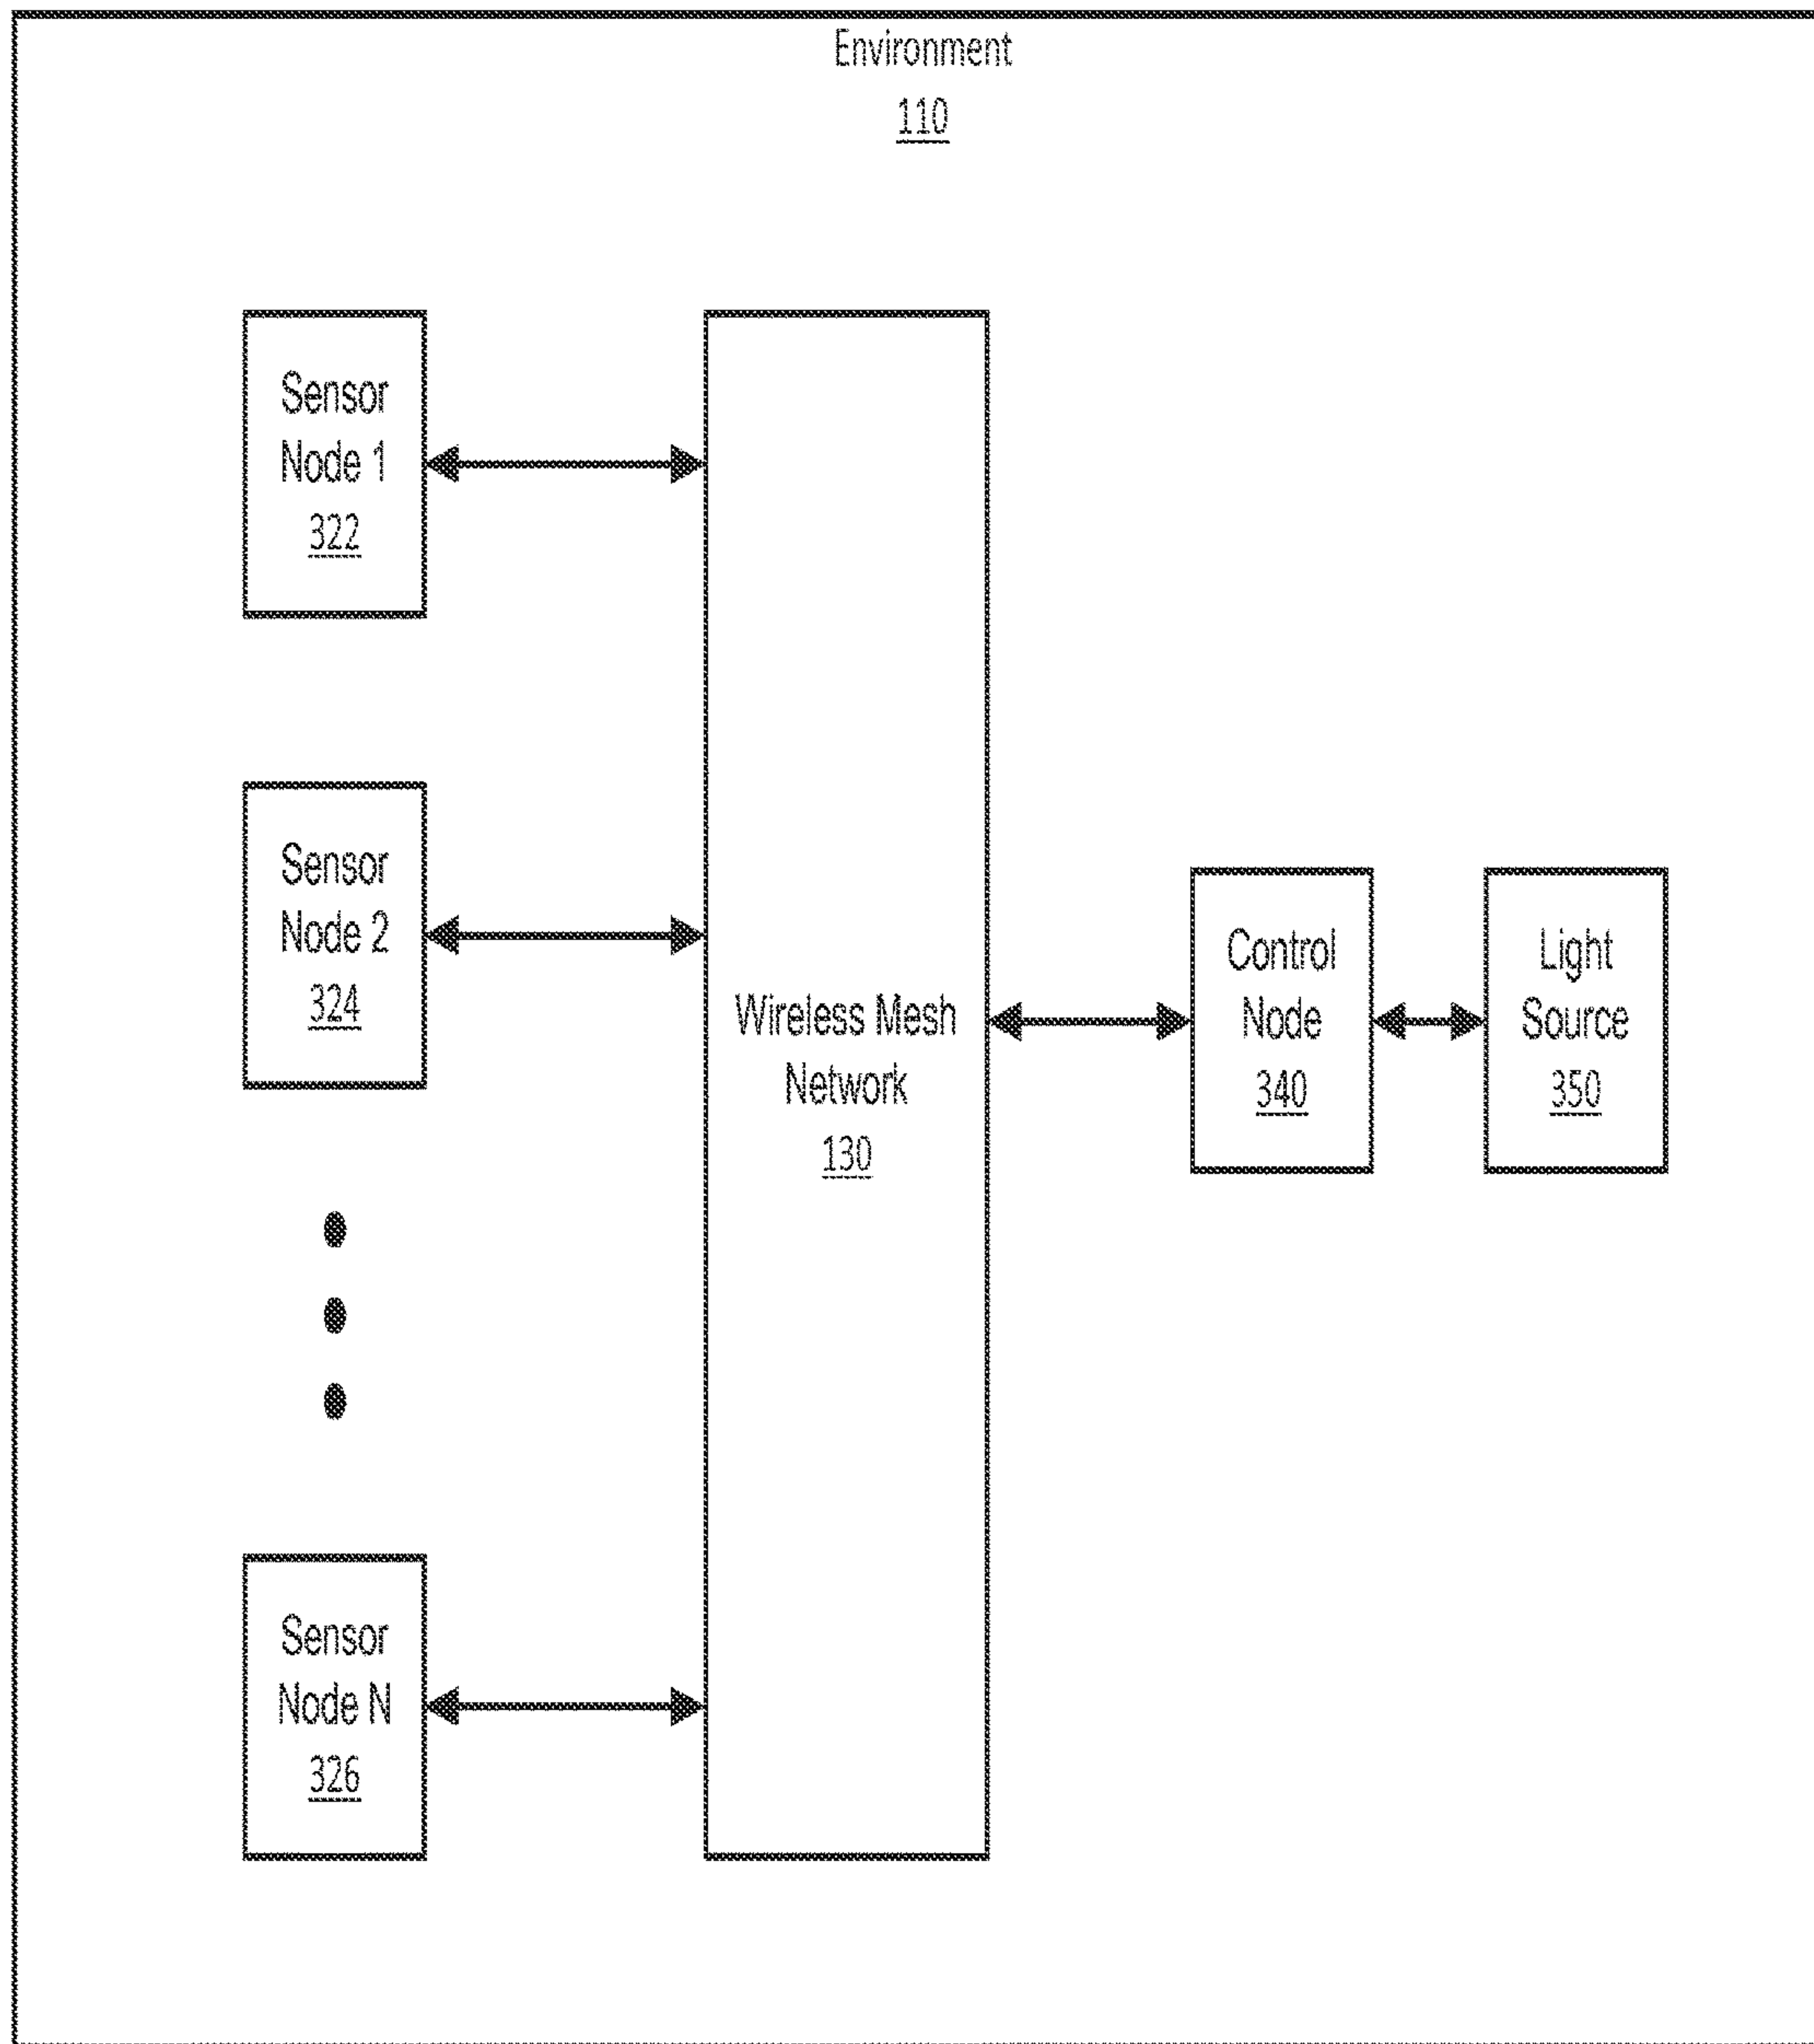 Environment
110
Sensor
Node 1
322
Sensor
Node 2
324
Wireless Mesh
Network
130
Control
Node
340
Light
Source
350
Sensor
Node N
326